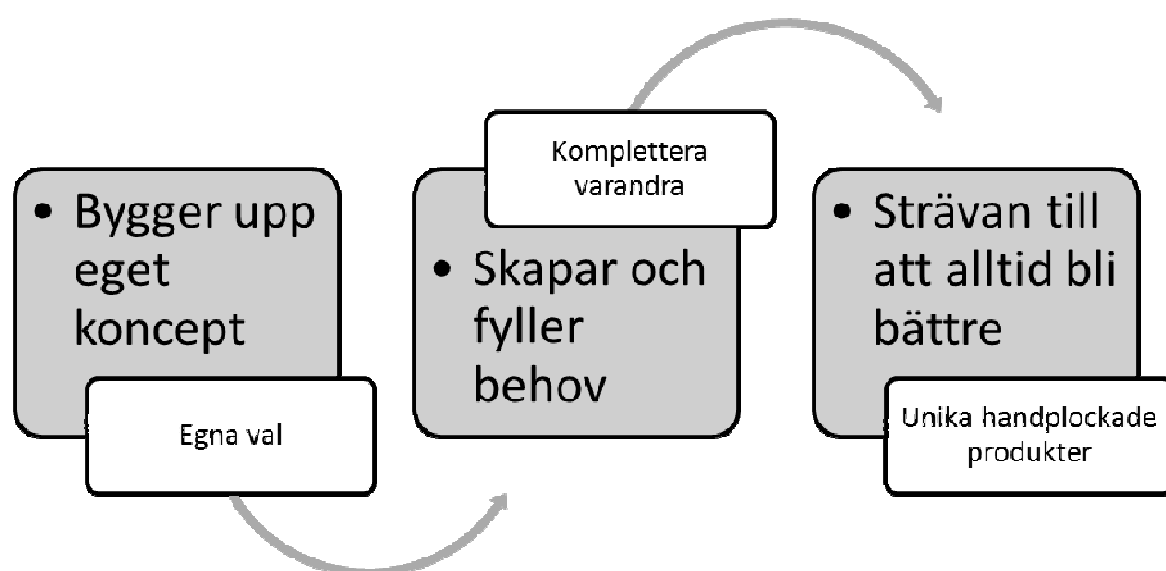 • Bygger upp
eget
koncept
Egna val
Komplettera
varandra
• Skapar och
fyller
behov
• Strävan till
att alltid bli
bättre
Unika handplockade
produkter